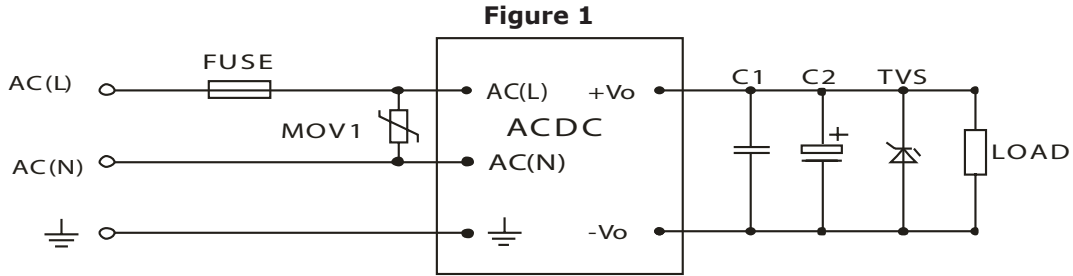 Figure 1
FUSE
C1 C2 TVS
AC(L)
AC(L) +Vo
MOV1
ACDC
+
LOAD
AC(N)
AC(N)
-Vo